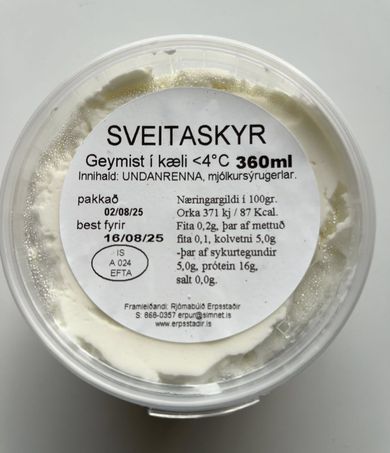 SVEITASKYR
Geymist í kæli <4°C 360ml
Innihald: UNDANRENNA, mjólkursýrugerlar.
pakkað
02/08/25
best fyrir
16/08/25
IS
A 024
EFTA
Næringargildi í 100gr.
Orka 371 kj / 87 Kcal.
Fita 0,2g, þar af mettuð
fita 0,1, kolvetni 5,0g
-þar af sykurtegundir
5,0g, prótein 16g,
salt 0,0g.
Framleiðandi: Rjómabúið Erpsstaðir
S: 868-0357 erpur@simnet.is
www.erpsstadir.is